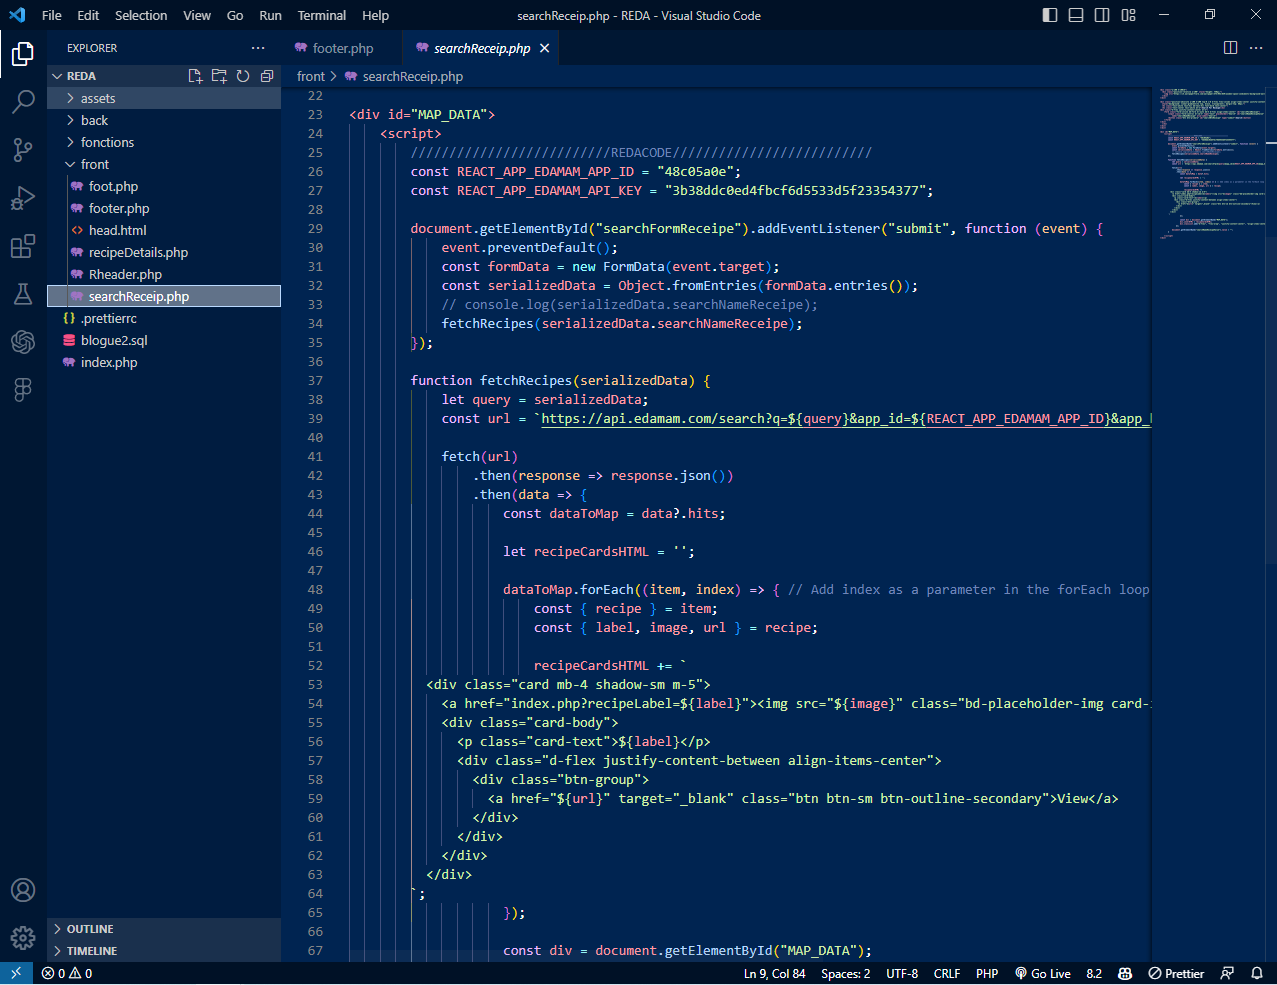 File Edit Selection View Go Run Terminal Help
searchReceip.php - REDA - Visual Studio Code
EXPLORER
REDA
assets
back
fonctions
front
foot.php
footer.php
head.html
recipeDetails.php
Rheader.php
searchReceip.php
{} .prettierrc
blogue2.sql
index.php
OUTLINE
TIMELINE
footer.php
searchReceip.php
front > searchReceip.php
22
23 <div id="MAP_DATA">
24 <script>
25 //////////////////////////REDACODE//////////////////////////
26 const REACT_APP_EDAMAM_APP_ID = "48c05a0e";
27 const REACT_APP_EDAMAM_API_KEY = "3b38ddc0ed4fbcf6d5533d5f23354377";
28
29 document.getElementById("searchFormReceipe").addEventListener("submit", function (event) {
30 event.preventDefault();
31 const formData = new FormData(event.target);
32 const serializedData = Object.fromEntries(formData.entries());
33 // console.log(serializedData.searchNameReceipe);
34 fetchRecipes(serializedData.searchNameReceipe);
35 });
36
37 function fetchRecipes(serializedData) {
38 let query = serializedData;
39 const url = `https://api.edamam.com/search?q=${query}&app_id=${REACT_APP_EDAMAM_APP_ID}&app_
40
41 fetch(url)
42 .then(response => response.json())
43 .then(data => {
44 const dataToMap = data?.hits;
45
46 let recipeCardsHTML = '';
47
48 dataToMap.forEach((item, index) => { // Add index as a parameter in the forEach loop
49 const { recipe } = item;
50 const { label, image, url } = recipe;
51
52 recipeCardsHTML += `
53 <div class="card mb-4 shadow-sm m-5">
54 <a href="index.php?recipeLabel=${label}"><img src="${image}" class="bd-placeholder-img card-
55 <div class="card-body">
56 <p class="card-text">${label}</p>
57 <div class="d-flex justify-content-between align-items-center">
58 <div class="btn-group">
59 <a href="${url}" target="_blank" class="btn btn-sm btn-outline-secondary">View</a>
60 </div>
61 </div>
62 </div>
63 </div>
64 `;
65 });
66
67 const div = document.getElementById("MAP_DATA");
0 0
Ln 9, Col 84 Spaces: 2 UTF-8 CRLF PHP Go Live 8.2 Prettier